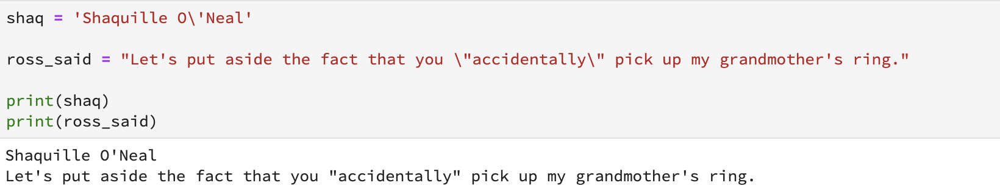 shaq = 'Shaquille O\'Neal'
ross_said = "Let's put aside the fact that you \"accidentally\" pick up my grandmother's ring."
print(shaq)
print(ross_said)
Shaquille O'Neal
Let's put aside the fact that you "accidentally" pick up my grandmother's ring.